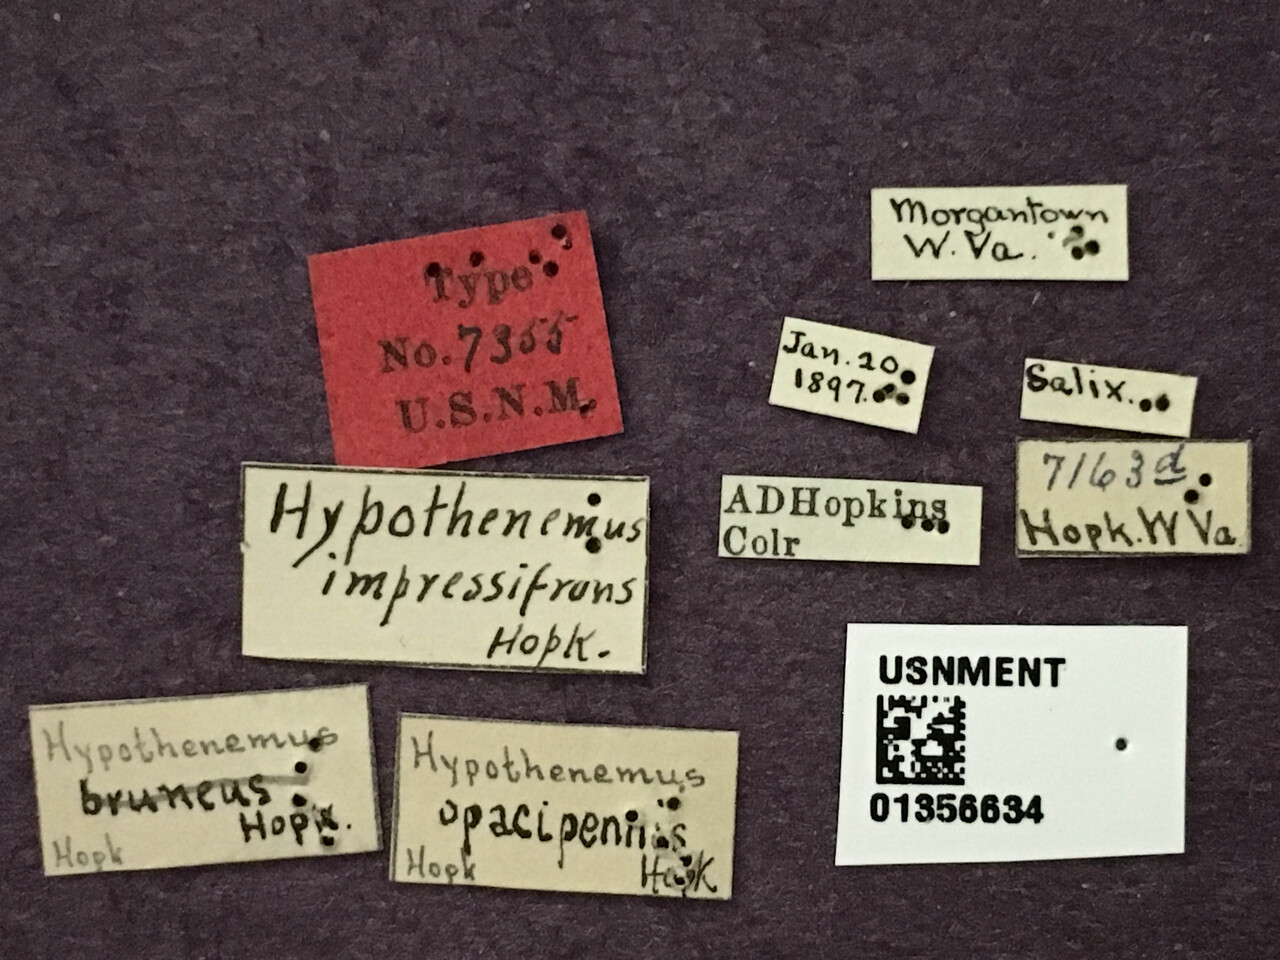 Morgantown
W. Va.
Type
No. 7355
U.S.N.M.
Jan. 20.
1897.
Salix.
7163d
Hopk. W Va.
ADHopkins
Colr
Hypothenemus
impressifrons
Hopk.
USNMENT
01356634
Hypothenemus
bruneus
Hopk.
Hopk
Hypothenemus
opacipennis
Hopk
Hopk